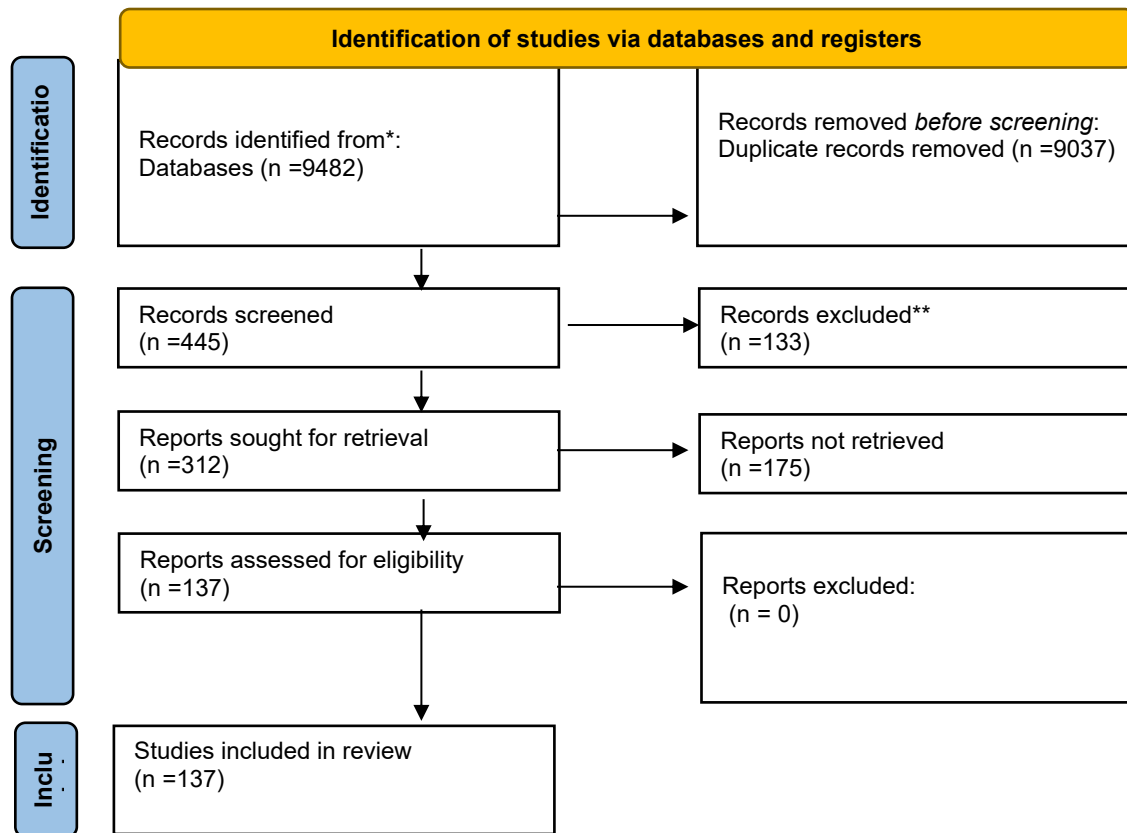 Identification of studies via databases and registers
Identificatio
Records identified from*:
Databases (n =9482)
Records removed before screening:
Duplicate records removed (n =9037)
Screening
Records screened
(n =445)
Records excluded**
(n =133)
Reports sought for retrieval
(n =312)
Reports not retrieved
(n =175)
Reports assessed for eligibility
(n =137)
Reports excluded:
(n = 0)
Inclu
Studies included in review
(n =137)